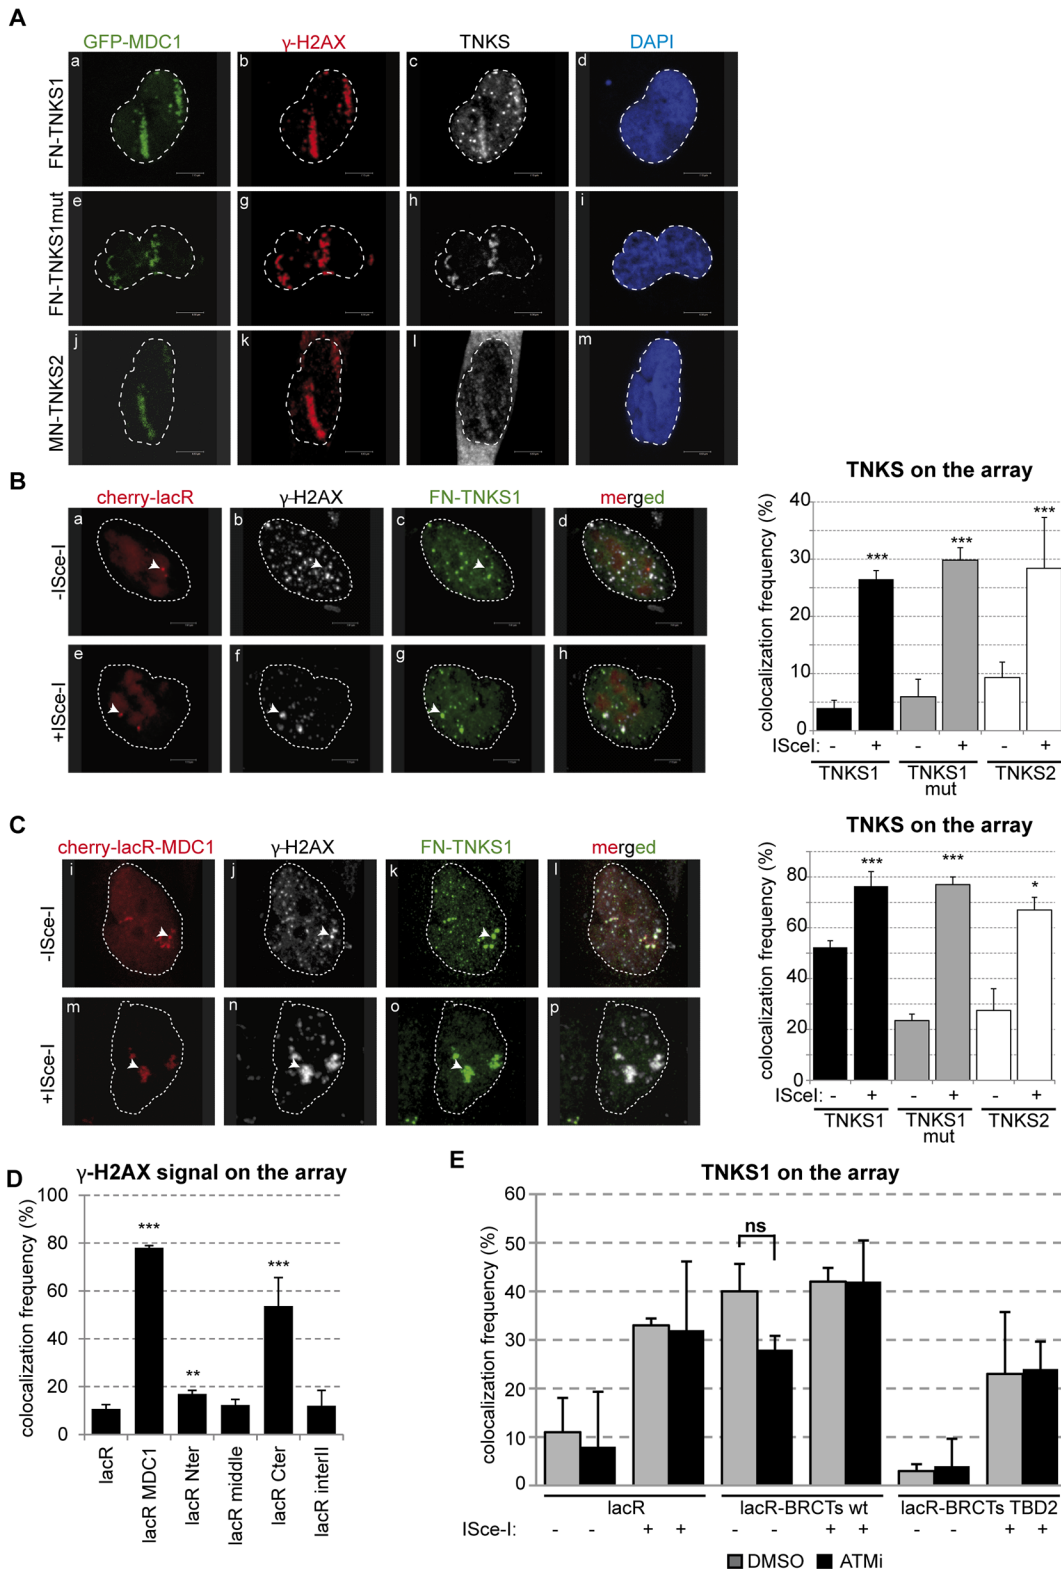 A
GFP-MDC1 γ-H2AX TNKS DAPI
FN-TNKS1
a b c d
FN-TNKS1mut
e g h i
MN-TNKS2
j k l m
B
cherry-lacR γ-H2AX FN-TNKS1 merged
-ISce-I
a b c d
+ISce-I
e f g h
TNKS on the array
colocalization frequency (%)
40
30
20
10
0
*** *** ***
ISceI: - + - + - +
TNKS1 TNKS1 mut TNKS2
C
cherry-lacR-MDC1 γ-H2AX FN-TNKS1 merged
-ISce-I
i j k l
+ISce-I
m n o p
TNKS on the array
colocalization frequency (%)
80
60
40
20
0
*** *** *
ISceI: - + - + - +
TNKS1 TNKS1 mut TNKS2
D
γ-H2AX signal on the array
colocalization frequency (%)
100
80
60
40
20
0
*** ** ***
lacR
lacR MDC1
lacR Nter
lacR middle
lacR Cter
lacR interII
E
TNKS1 on the array
colocalization frequency (%)
60
50
40
30
20
10
0
ns
lacR lacR-BRCTs wt lacR-BRCTs TBD2
ISce-I: - - + + - - + + - - + +
DMSO ATMi